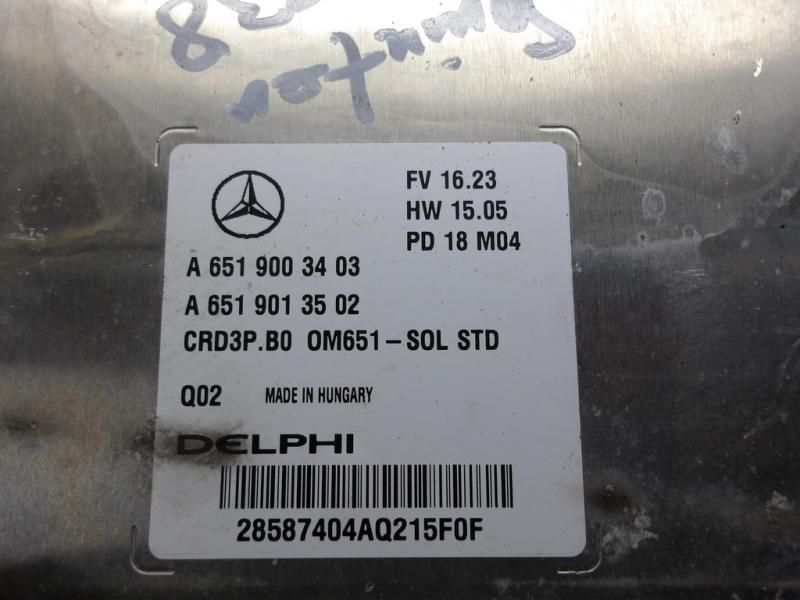 FV 16.23
HW 15.05
PD 18 M04
A 651 900 34 03
A 651 901 35 02
CRD3P.B0 OM651-SOL STD
Q02 MADE IN HUNGARY
DELPHI
28587404AQ215F0F